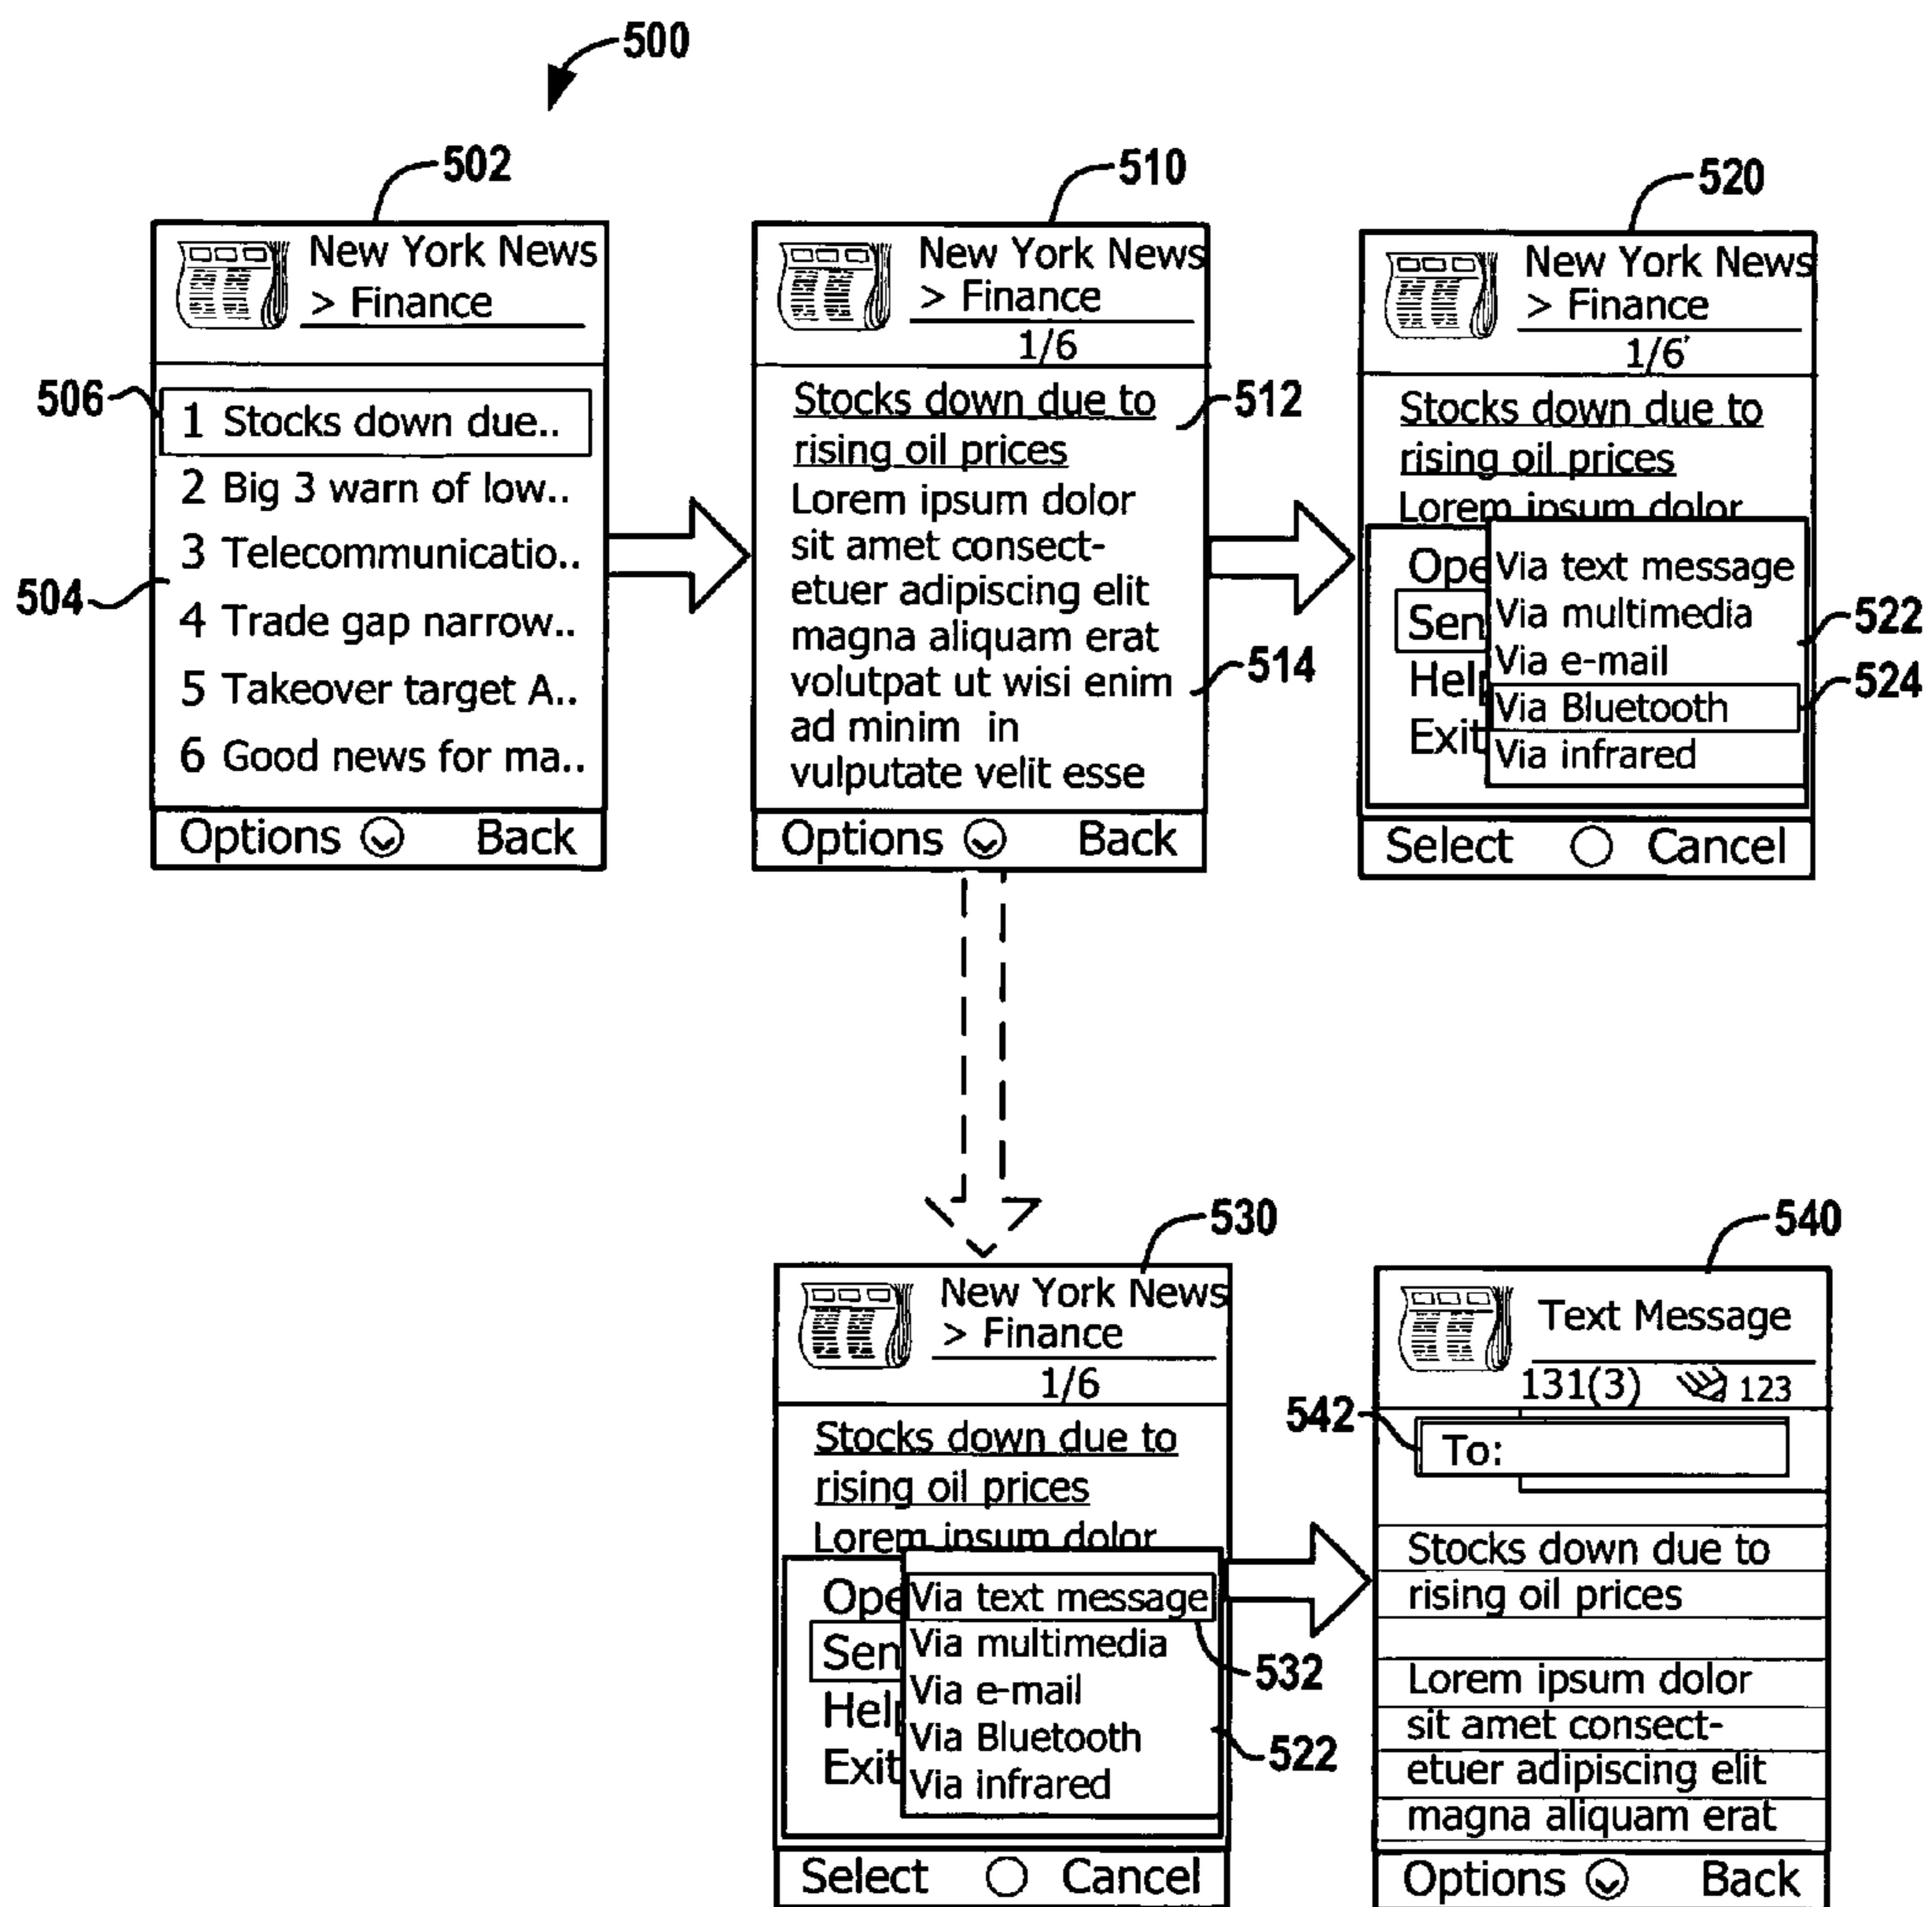 500
502
New York News
> Finance
506
1 Stocks down due..
2 Big 3 warn of low..
3 Telecommunicatio..
504
4 Trade gap narrow..
5 Takeover target A..
6 Good news for ma..
Options Back
510
New York News
> Finance
1/6
Stocks down due to
512
rising oil prices
Lorem ipsum dolor
sit amet consect-
etuer adipiscing elit
magna aliquam erat
volutpat ut wisi enim
514
ad minim in
vulputate velit esse
Options Back
520
New York News
> Finance
1/6
Stocks down due to
rising oil prices
Lorem ipsum dolor
Ope
Sen
Hel
Exit
Via text message
Via multimedia
522
Via e-mail
Via Bluetooth
524
Via infrared
Select Cancel
530
New York News
> Finance
1/6
Stocks down due to
rising oil prices
Lorem ipsum dolor
Ope
Sen
Hel
Exit
Via text message
Via multimedia
532
Via e-mail
Via Bluetooth
522
Via infrared
Select Cancel
540
Text Message
131(3) 123
542
To:
Stocks down due to
rising oil prices
Lorem ipsum dolor
sit amet consect-
etuer adipiscing elit
magna aliquam erat
Options Back